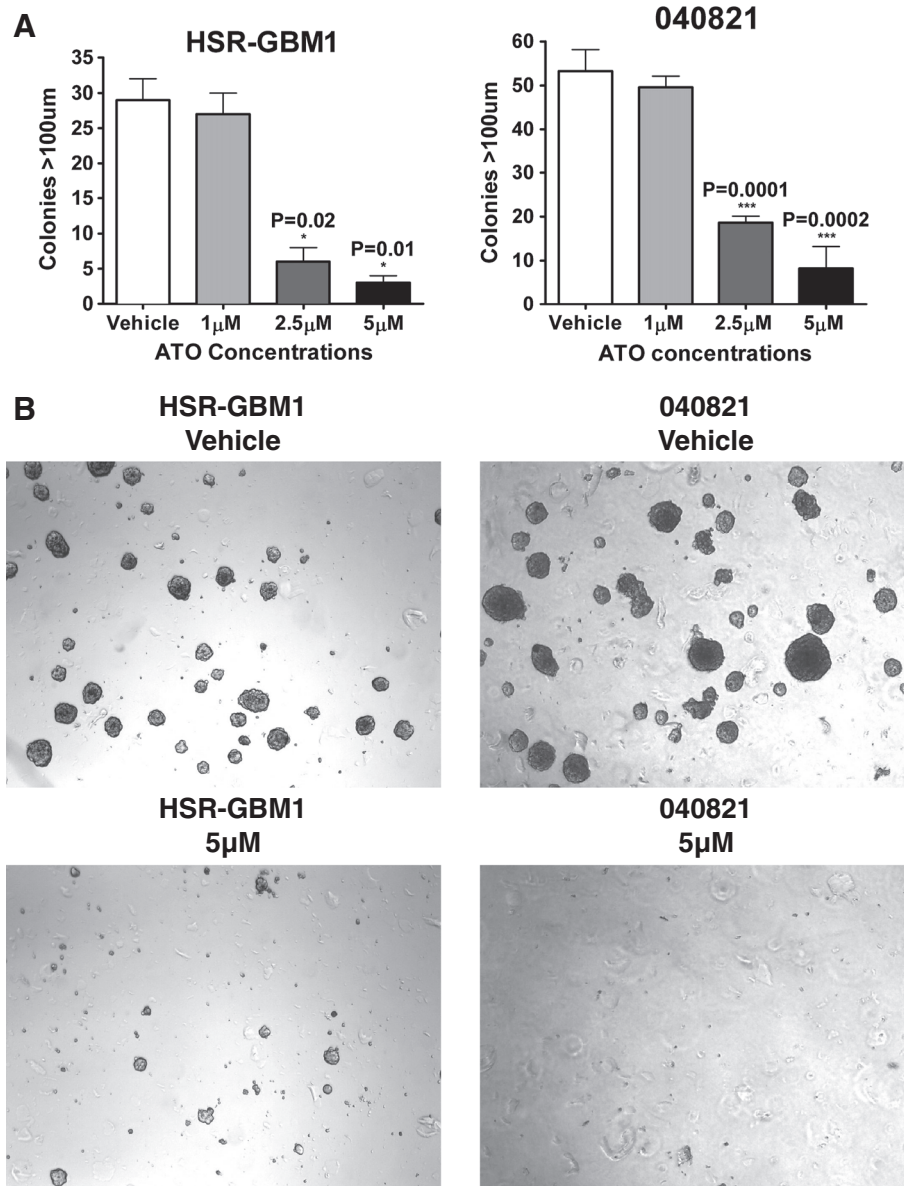 A
HSR-GBM1
Colonies >100um
35
30
25
20
15
10
5
0
P=0.02
*
P=0.01
*
Vehicle 1μM 2.5μM 5μM
ATO Concentrations
040821
Colonies >100um
60
50
40
30
20
10
0
P=0.0001
***
P=0.0002
***
Vehicle 1μM 2.5μM 5μM
ATO concentrations
B
HSR-GBM1
Vehicle
040821
Vehicle
HSR-GBM1
5μM
040821
5μM